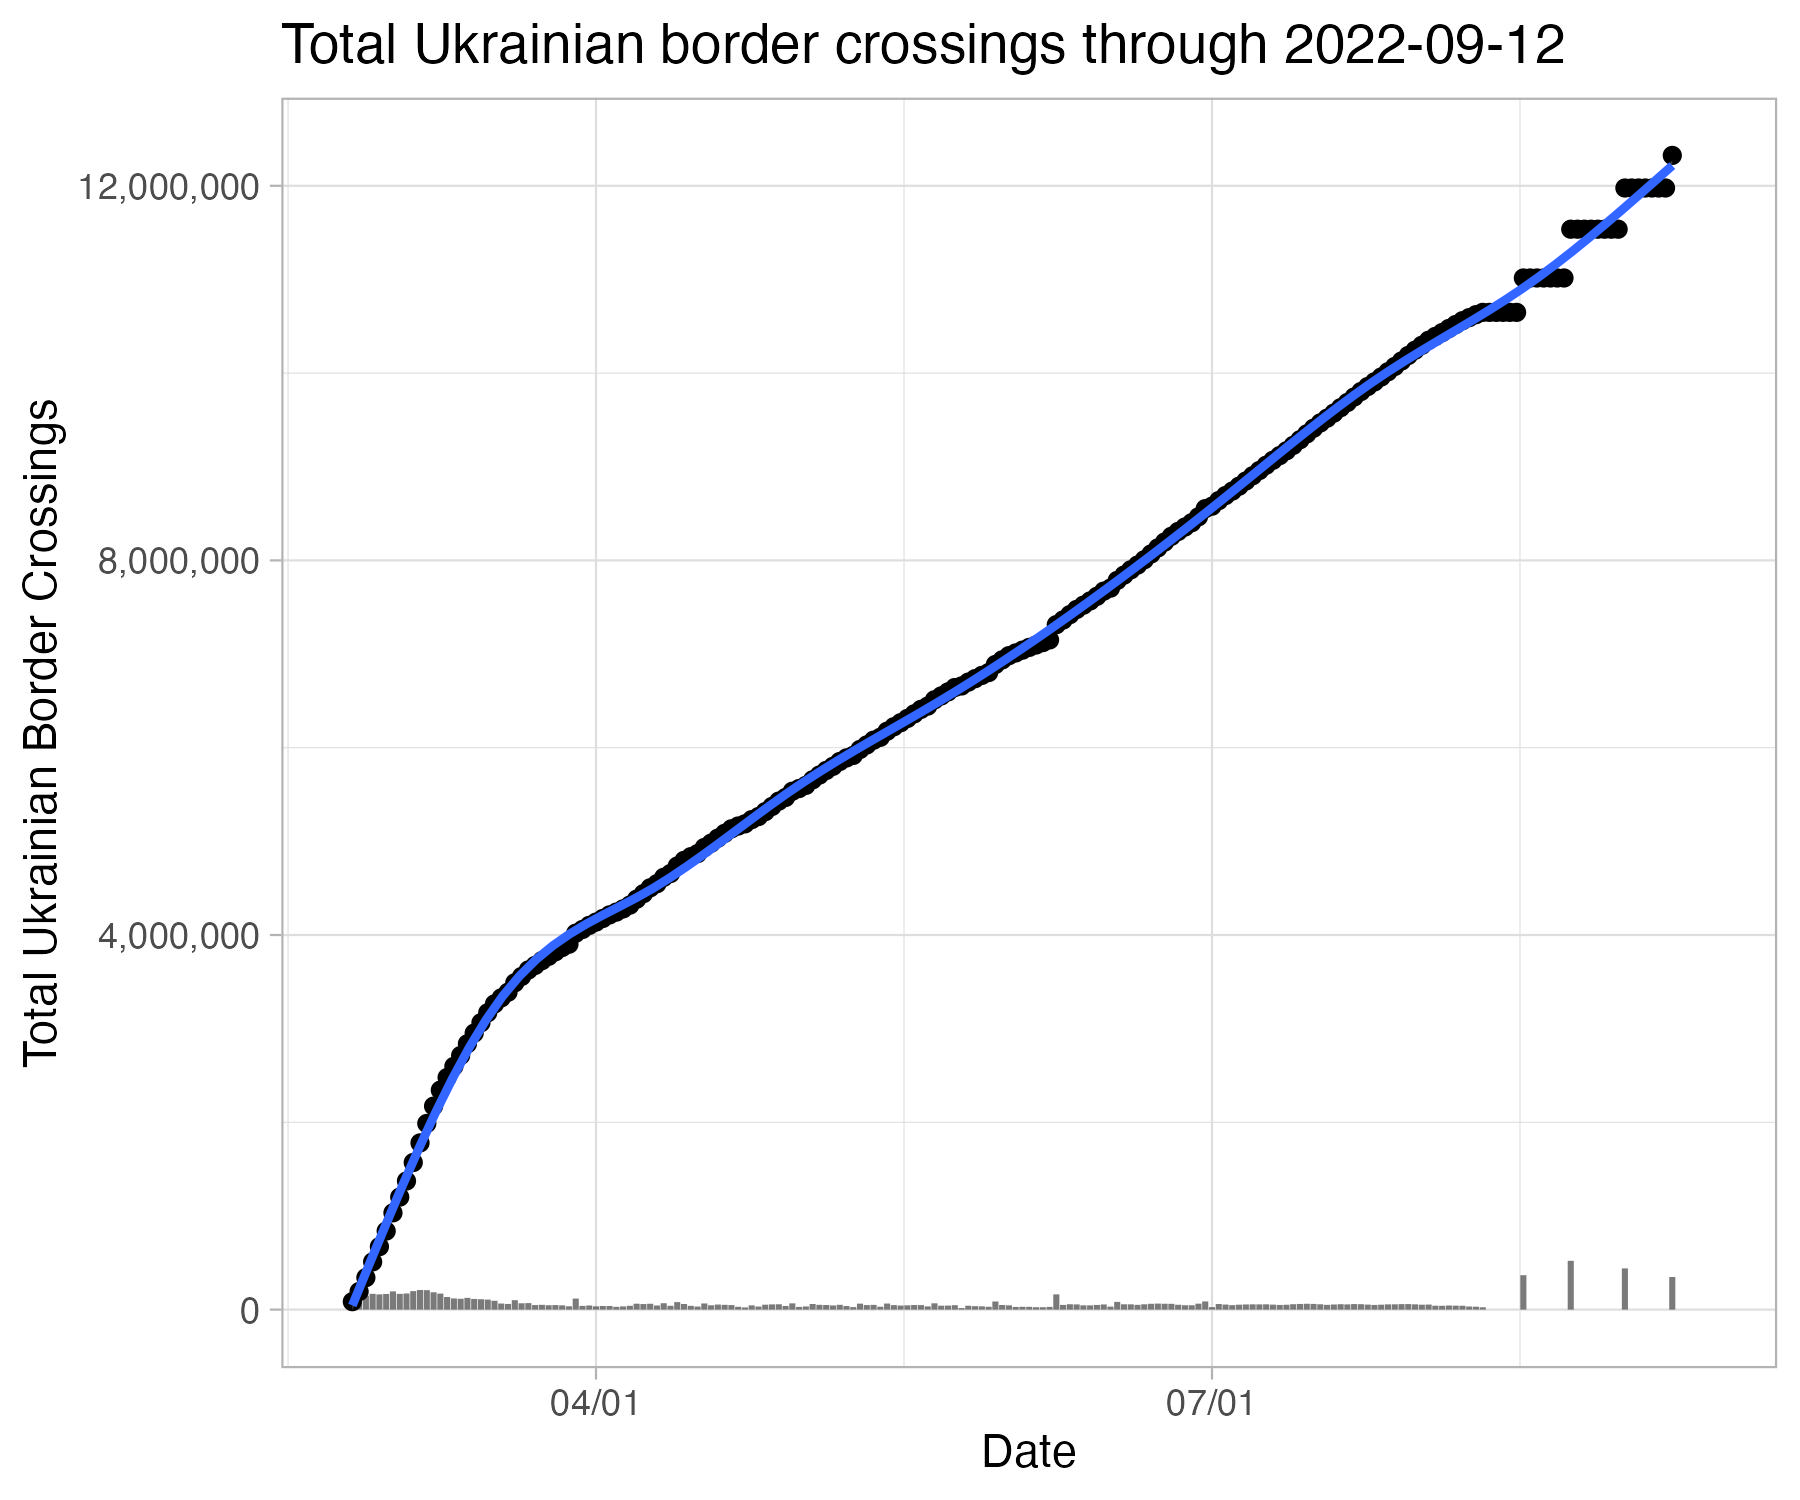 Total Ukrainian border crossings through 2022-09-12
Total Ukrainian Border Crossings
12,000,000
8,000,000
4,000,000
0
04/01
07/01
Date